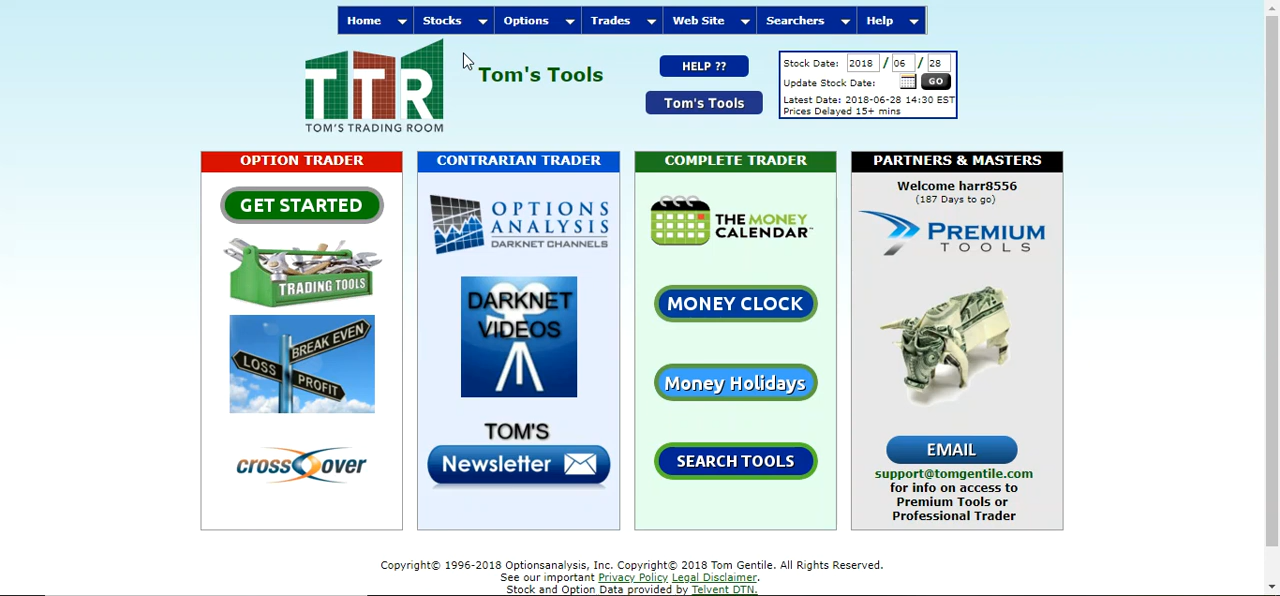 Home Stocks Options Trades Web Site Searchers Help
TTR
TOM'S TRADING ROOM
Tom's Tools
HELP ??
Tom's Tools
Stock Date: 2018 / 06 / 28
Update Stock Date: GO
Latest Date: 2018-06-28 14:30 EST
Prices Delayed 15+ mins
OPTION TRADER
GET STARTED
TRADING TOOLS
BREAK EVEN
LOSS
PROFIT
crossover
CONTRARIAN TRADER
OPTIONS
ANALYSIS
DARKNET CHANNELS
DARKNET
VIDEOS
TOM'S
Newsletter
COMPLETE TRADER
THE MONEY
CALENDAR™
MONEY CLOCK
Money Holidays
SEARCH TOOLS
PARTNERS & MASTERS
Welcome harr8556
(187 Days to go)
PREMIUM
TOOLS
EMAIL
support@tomgentile.com
for info on access to
Premium Tools or
Professional Trader
Copyright© 1996-2018 Optionsanalysis, Inc. Copyright© 2018 Tom Gentile. All Rights Reserved.
See our important Privacy Policy Legal Disclaimer.
Stock and Option Data provided by Telvent DTN.